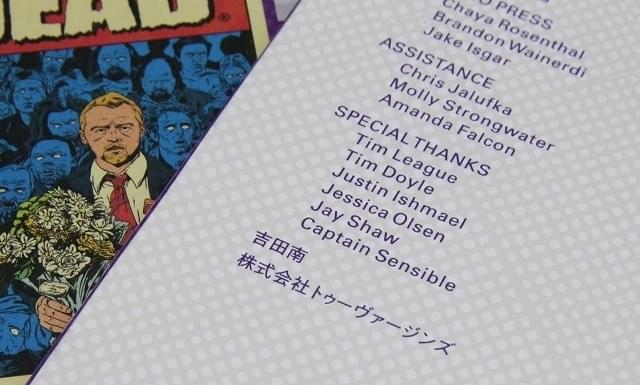 DEAD
PRESS
Chaya Rosenthal
Brandon Wainerdi
Jake Isgar
ASSISTANCE
Chris Jalufka
Molly Strongwater
Amanda Falcon
SPECIAL THANKS
Tim League
Tim Doyle
Justin Ishmael
Jessica Olsen
Jay Shaw
Captain Sensible
吉田南
株式会社トゥーヴァージンズ